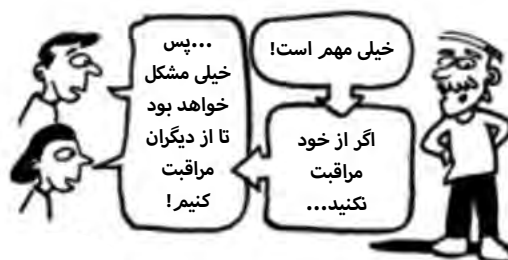 خیلی مهم است!
اگر از خود
مراقبت
نکنید...
...پس
خیلی مشکل
خواهد بود
تا از دیگران
مراقبت
کنیم!